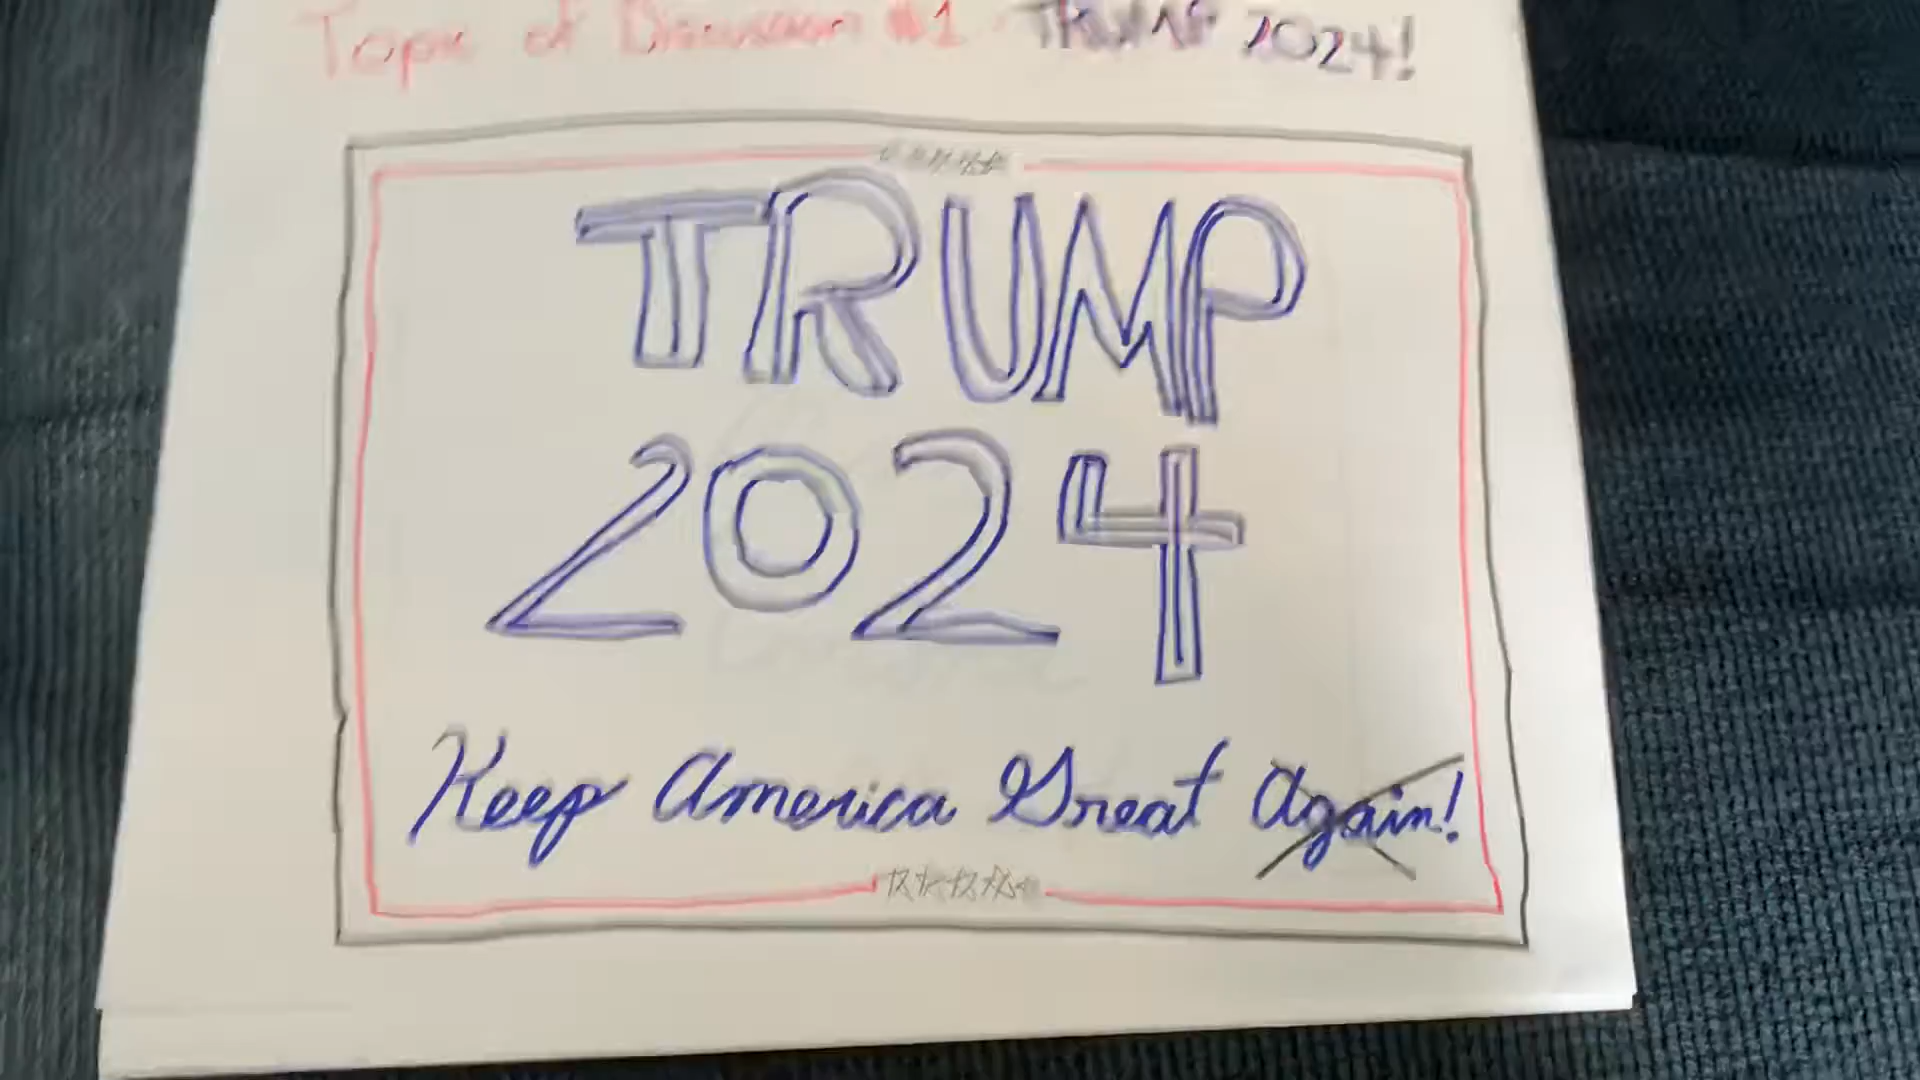 Topic of Discussion #1 TRUMP 2024!
TRUMP
2024
Keep America Great Again!